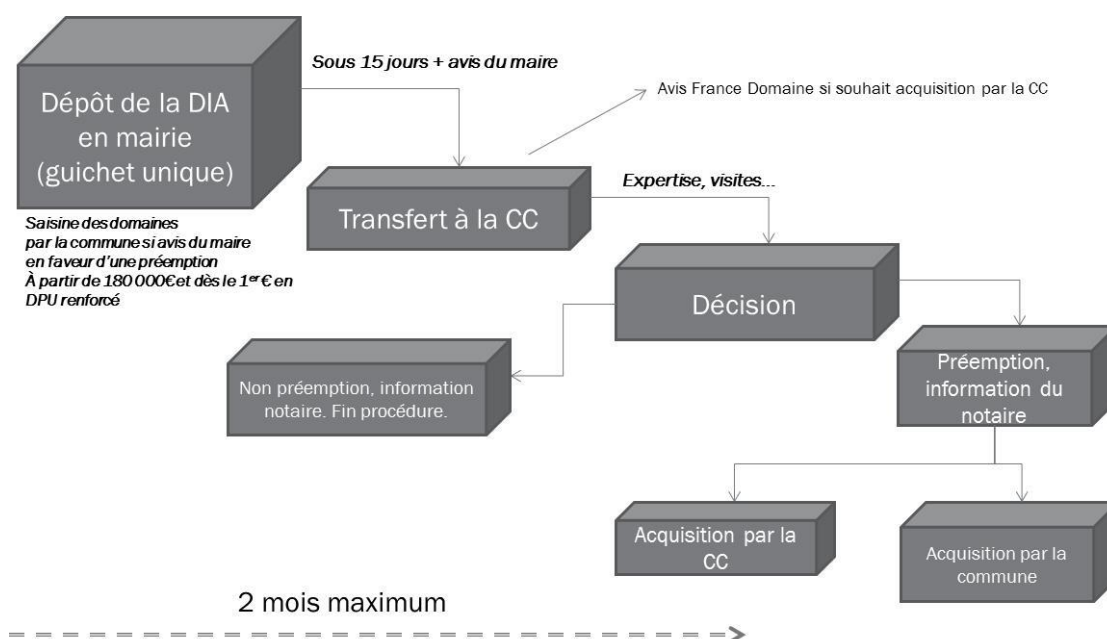 Dépôt de la DIA
en mairie
(guichet unique)
Sous 15 jours + avis du maire
Avis France Domaine si souhait acquisition par la CC
Saisine des domaines
par la commune si avis du maire
en faveur d'une préemption
À partir de 180 000€ et dès le 1er € en
DPU renforcé
Transfert à la CC
Expertise, visites...
Décision
Non préemption, information
notaire. Fin procédure.
Préemption,
information du
notaire
Acquisition par la
CC
Acquisition par la
commune
2 mois maximum